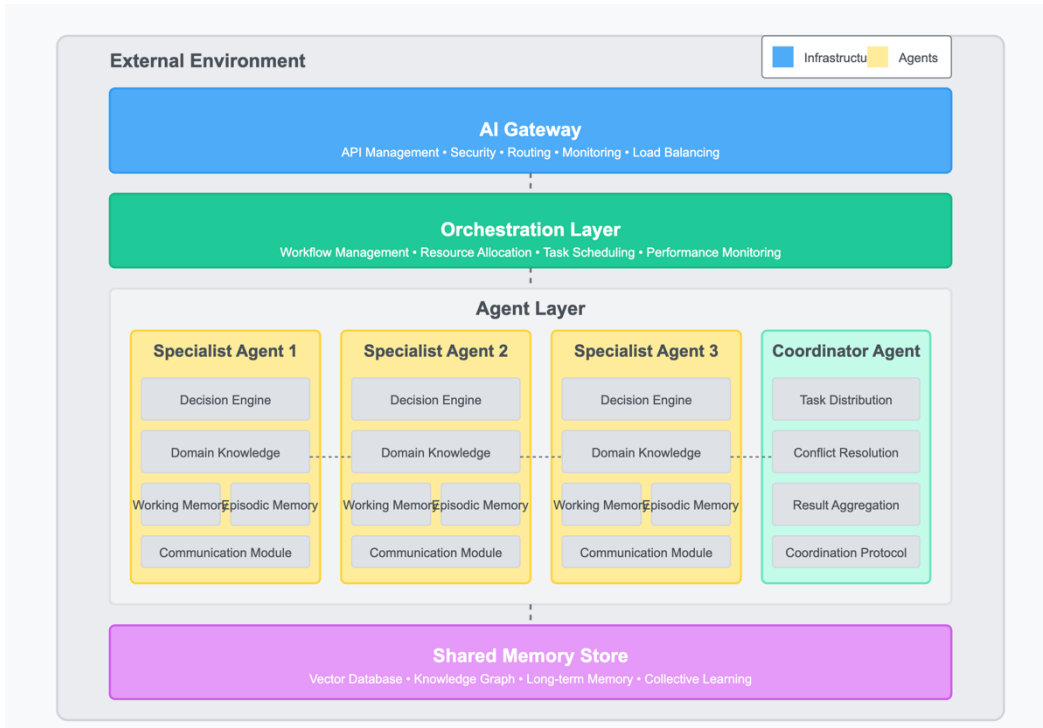 External Environment
Infrastructu
Agents
AI Gateway
API Management • Security • Routing • Monitoring • Load Balancing
Orchestration Layer
Workflow Management • Resource Allocation • Task Scheduling • Performance Monitoring
Agent Layer
Specialist Agent 1
Decision Engine
Domain Knowledge
Working Memory
Episodic Memory
Communication Module
Specialist Agent 2
Decision Engine
Domain Knowledge
Working Memory
Episodic Memory
Communication Module
Specialist Agent 3
Decision Engine
Domain Knowledge
Working Memory
Episodic Memory
Communication Module
Coordinator Agent
Task Distribution
Conflict Resolution
Result Aggregation
Coordination Protocol
Shared Memory Store
Vector Database • Knowledge Graph • Long-term Memory • Collective Learning